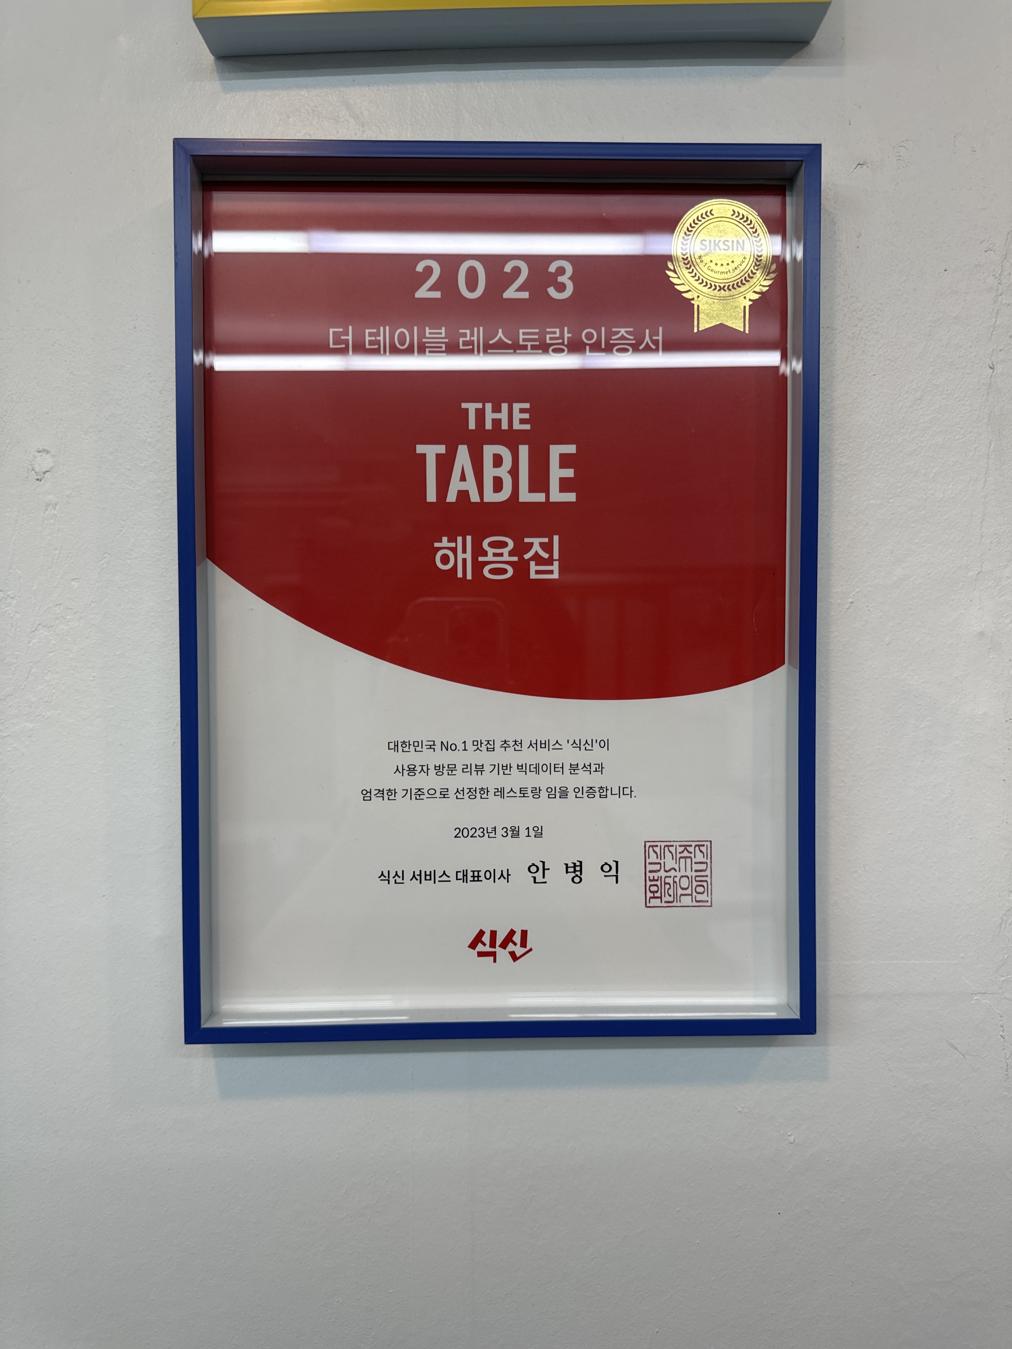 2023
SIKSIN
더 테이블 레스토랑 인증서
THE
TABLE
해용집
대한민국 No.1 맛집 추천 서비스 '식신'이
사용자 방문 리뷰 기반 빅데이터 분석과
엄격한 기준으로 선정한 레스토랑 임을 인증합니다.
2023년 3월 1일
식신 서비스 대표이사 안 병 익
식신